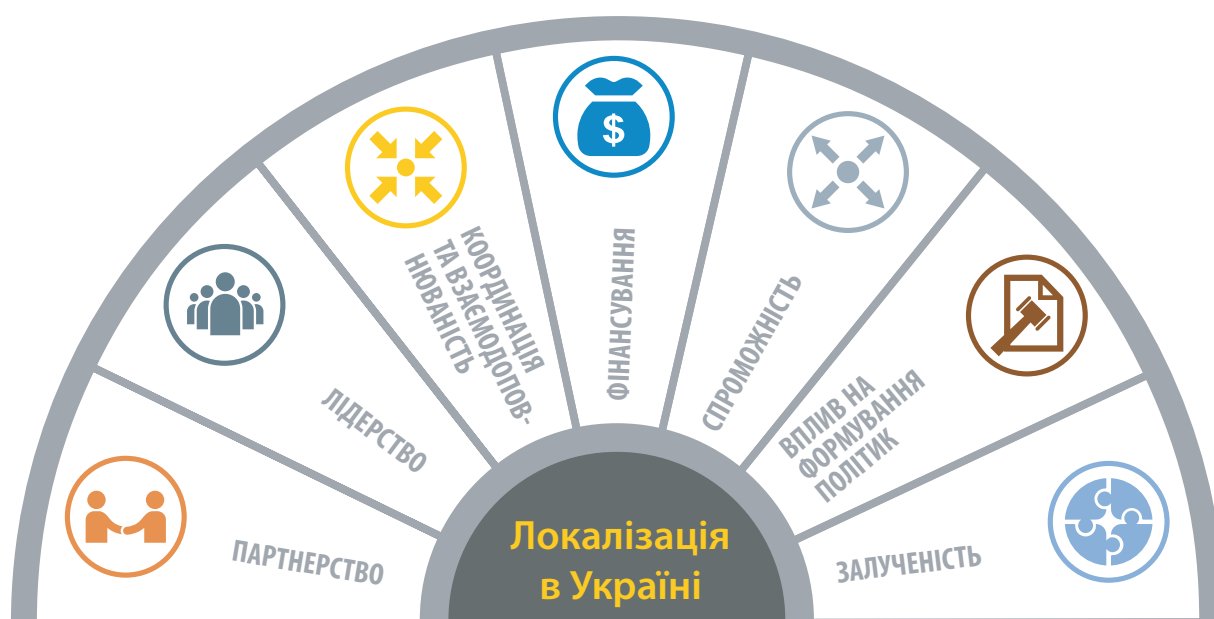 ПАРТНЕРСТВО
ЛІДЕРСТВО
КООРДИНАЦІЯ
ТА ВЗАЄМОДОПОВ-
НЮВАНІСТЬ
$
ФІНАНСУВАННЯ
СПРОМОЖНІСТЬ
ВПЛИВ НА
ФОРМУВАННЯ
ПОЛІТИК
ЗАЛУЧЕНІСТЬ
Локалізація
в Україні